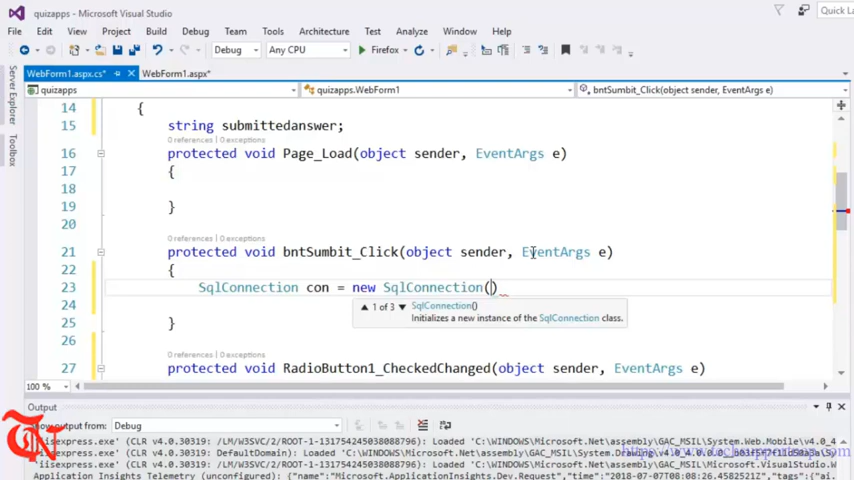 quizapps - Microsoft Visual Studio
Quick La
File Edit View Project Build Debug Team Tools Architecture Test Analyze Window Help
Debug Any CPU Firefox
WebForm1.aspx.cs* WebForm1.aspx*
quizapps quizapps.WebForm1 bntSumbit_Click(object sender, EventArgs e)
Server Explorer
Toolbox
14 {
15 string submittedanswer;
0 references | 0 exceptions
16 protected void Page_Load(object sender, EventArgs e)
17 {
18
19 }
20
0 references | 0 exceptions
21 protected void bntSumbit_Click(object sender, EventArgs e)
22 {
23 SqlConnection con = new SqlConnection()
24
1 of 3 SqlConnection()
Initializes a new instance of the SqlConnection class.
25 }
26
0 references | 0 exceptions
27 protected void RadioButton1_CheckedChanged(object sender, EventArgs e)
100 %
Output
Show output from: Debug
'iisexpress.exe' (CLR v4.0.30319: /LM/W3SVC/2/ROOT-1-131754245038088796): Loaded 'C:\WINDOWS\Microsoft.Net\assembly\GAC_MSIL\System.Web.Mobile\v4.0_4
'iisexpress.exe' (CLR v4.0.30319: DefaultDomain): Loaded 'C:\WINDOWS\Microsoft.Net\assembly\GAC_MSIL\System.Drawing\v4.0_4.0.0.0
'iisexpress.exe' (CLR v4.0.30319: /LM/W3SVC/2/ROOT-1-131754245038088796): Loaded 'C:\WINDOWS\Microsoft.Net\assembly\GAC_MSIL\Microsoft.VisualStudio.W
Application Insights Telemetry (unconfigured): {"name":"Microsoft.ApplicationInsights.Dev.Request","time":"2018-07-07T08:08:26.4582521Z","tags":{"ai.